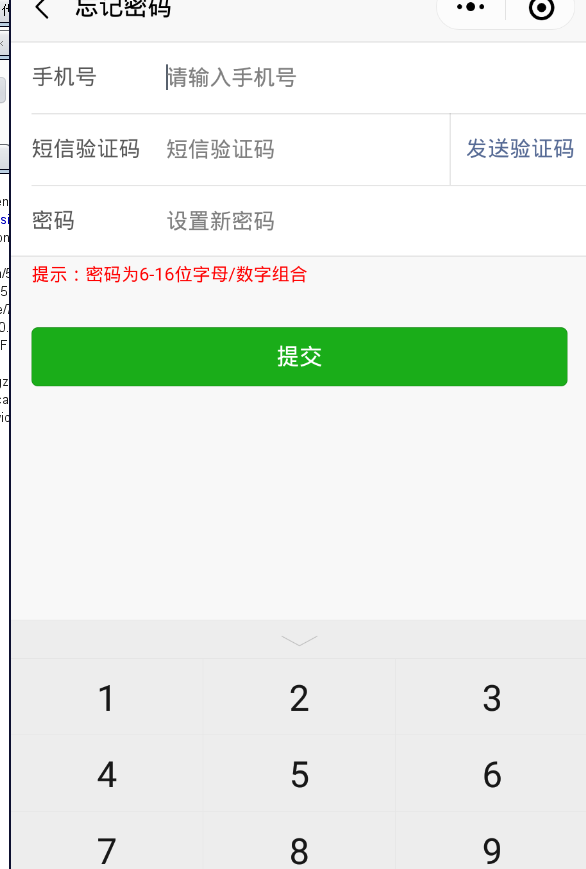 忘记密码
手机号 请输入手机号
短信验证码 短信验证码 发送验证码
密码 设置新密码
提示：密码为6-16位字母/数字组合
提交
1 2 3
4 5 6
7 8 9